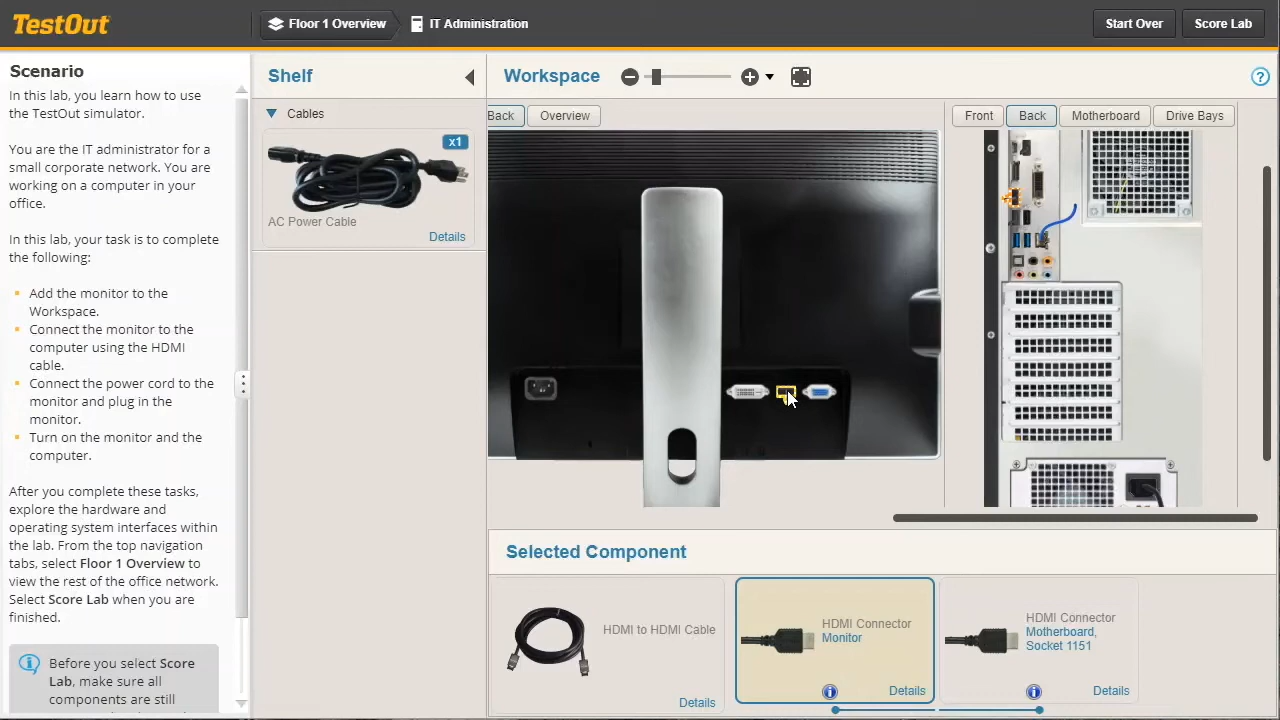 TestOut
Floor 1 Overview
IT Administration
Start Over
Score Lab
Scenario
In this lab, you learn how to use
the TestOut simulator.
You are the IT administrator for a
small corporate network. You are
working on a computer in your
office.
In this lab, your task is to complete
the following:
Add the monitor to the
Workspace.
Connect the monitor to the
computer using the HDMI
cable.
Connect the power cord to the
monitor and plug in the
monitor.
Turn on the monitor and the
computer.
After you complete these tasks,
explore the hardware and
operating system interfaces within
the lab. From the top navigation
tabs, select Floor 1 Overview to
view the rest of the office network.
Select Score Lab when you are
finished.
Before you select Score
Lab, make sure all
components are still
Shelf
Cables
x1
AC Power Cable
Details
Workspace
Back
Overview
Front
Back
Motherboard
Drive Bays
Selected Component
HDMI to HDMI Cable
Details
HDMI Connector
Monitor
Details
HDMI Connector
Motherboard,
Socket 1151
Details